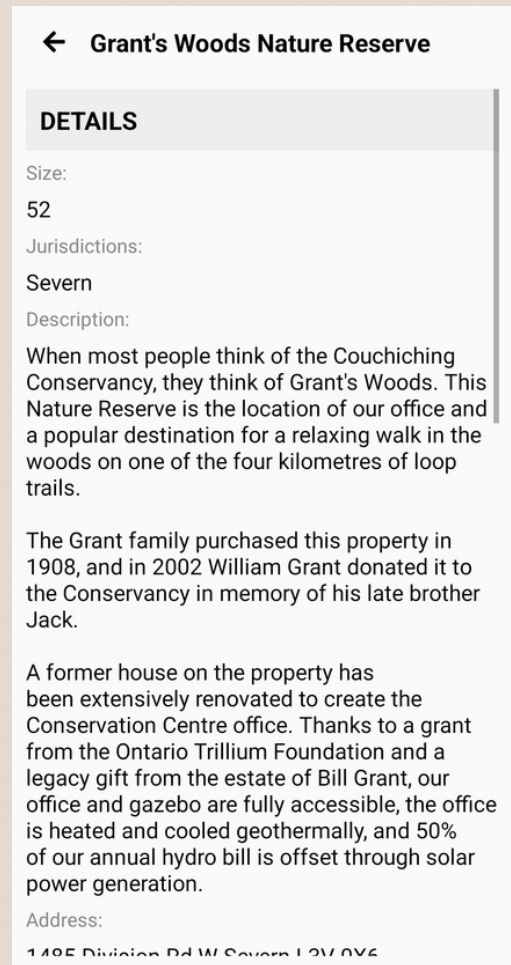 Grant's Woods Nature Reserve
DETAILS
Size:
52
Jurisdictions:
Severn
Description:
When most people think of the Couchiching
Conservancy, they think of Grant's Woods. This
Nature Reserve is the location of our office and
a popular destination for a relaxing walk in the
woods on one of the four kilometres of loop
trails.
The Grant family purchased this property in
1908, and in 2002 William Grant donated it to
the Conservancy in memory of his late brother
Jack.
A former house on the property has
been extensively renovated to create the
Conservation Centre office. Thanks to a grant
from the Ontario Trillium Foundation and a
legacy gift from the estate of Bill Grant, our
office and gazebo are fully accessible, the office
is heated and cooled geothermally, and 50%
of our annual hydro bill is offset through solar
power generation.
Address:
1485 Division Rd W Severn L3V 0X6